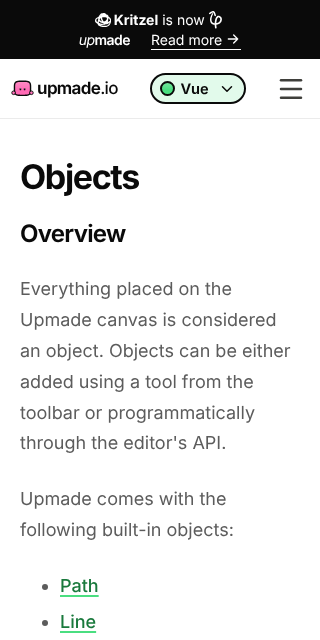 Kritzel is now
upmade Read more →
upmade.io Vue
Objects
Overview
Everything placed on the
Upmade canvas is considered
an object. Objects can be either
added using a tool from the
toolbar or programmatically
through the editor's API.
Upmade comes with the
following built-in objects:
• Path
• Line